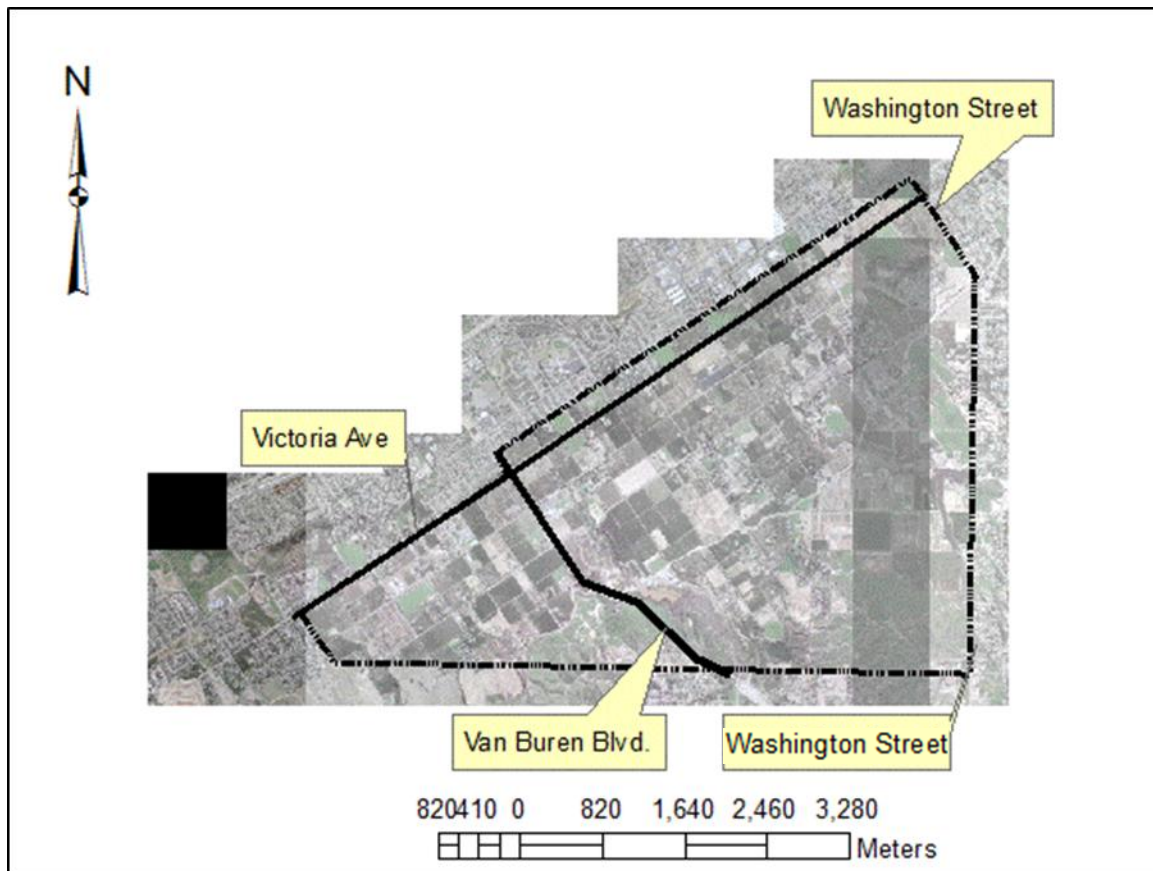 N
Washington Street
Victoria Ave
Van Buren Blvd.
Washington Street
820410 0 820 1,640 2,460 3,280
Meters